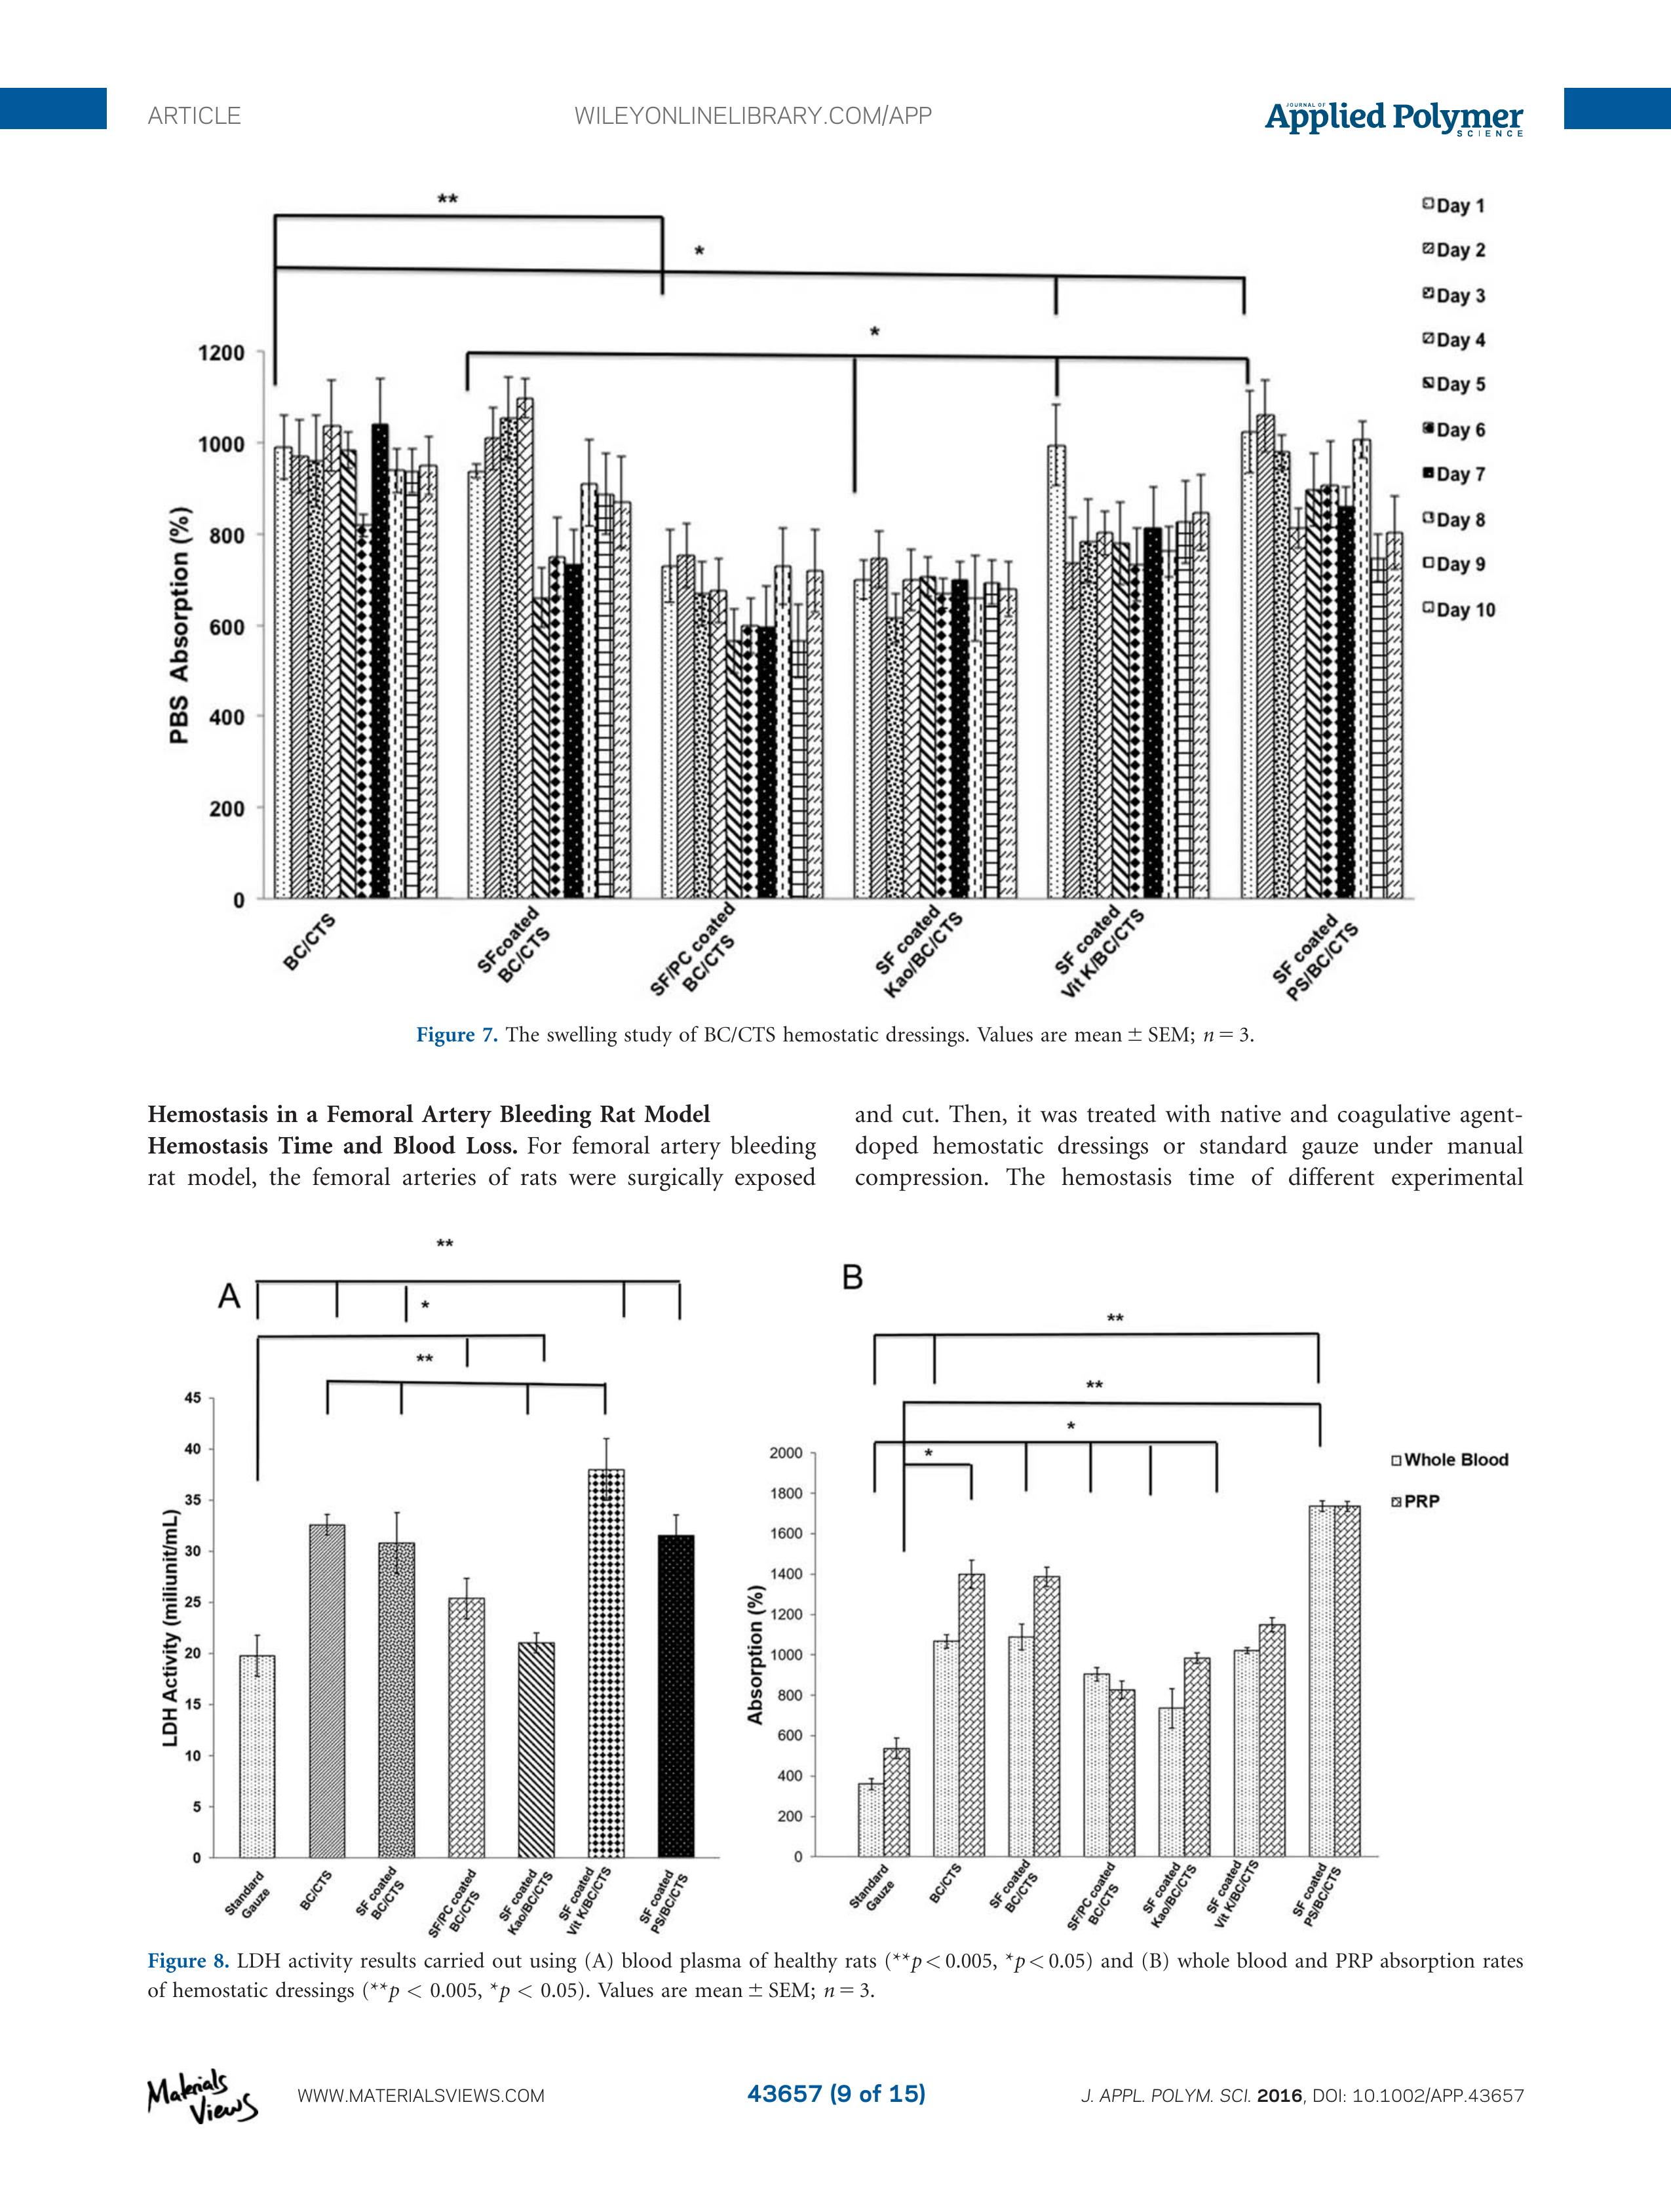 ARTICLE
WILEYONLINELIBRARY.COM/APP
JOURNAL OF
Applied Polymer
SCIENCE
**
*
*
1200
1000
800
600
400
200
0
PBS Absorption (%)
BC/CTS
SFcoated
BC/CTS
SF/PC coated
BC/CTS
SF coated
Kao/BC/CTS
SF coated
Vit K/BC/CTS
SF coated
PS/BC/CTS
Day 1
Day 2
Day 3
Day 4
Day 5
Day 6
Day 7
Day 8
Day 9
Day 10
Figure 7. The swelling study of BC/CTS hemostatic dressings. Values are mean ± SEM; n = 3.
Hemostasis in a Femoral Artery Bleeding Rat Model
Hemostasis Time and Blood Loss. For femoral artery bleeding
rat model, the femoral arteries of rats were surgically exposed
and cut. Then, it was treated with native and coagulative agent-
doped hemostatic dressings or standard gauze under manual
compression. The hemostasis time of different experimental
A
**
*
**
45
40
35
30
25
20
15
10
5
0
LDH Activity (miliunit/mL)
Standard
Gauze
BC/CTS
SF coated
BC/CTS
SF/PC coated
BC/CTS
SF coated
Kao/BC/CTS
SF coated
Vit K/BC/CTS
SF coated
PS/BC/CTS
B
**
**
*
*
2000
1800
1600
1400
1200
1000
800
600
400
200
0
Absorption (%)
Standard
Gauze
BC/CTS
SF coated
BC/CTS
SF/PC coated
BC/CTS
SF coated
Kao/BC/CTS
SF coated
Vit K/BC/CTS
SF coated
PS/BC/CTS
Whole Blood
PRP
Figure 8. LDH activity results carried out using (A) blood plasma of healthy rats (**p < 0.005, *p < 0.05) and (B) whole blood and PRP absorption rates
of hemostatic dressings (**p < 0.005, *p < 0.05). Values are mean ± SEM; n = 3.
Materials
Views
WWW.MATERIALSVIEWS.COM
43657 (9 of 15)
J. APPL. POLYM. SCI. 2016, DOI: 10.1002/APP.43657